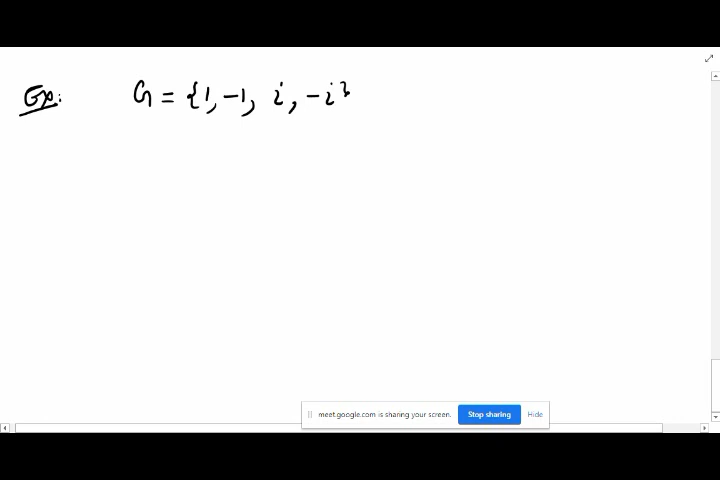 Ex: G = {1, -1, i, -i}
meet.google.com is sharing your screen. Stop sharing Hide